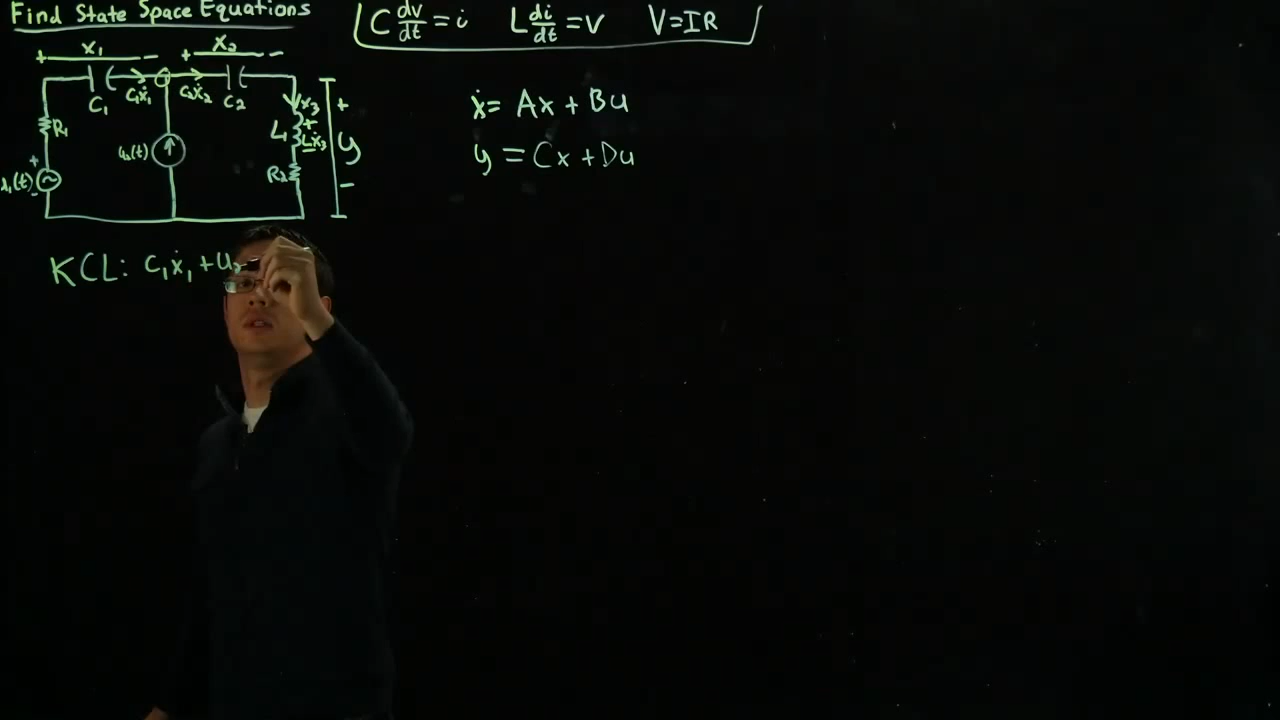 Find State Space Equations
C dv/dt = i   L di/dt = V   V=IR
+ X₁ −   + X₂ −
C₁   C₁ẋ₁   C₂ẋ₂   C₂
R₁   u₂(t)   L   x₃   +   Lẋ₃   +   y   −
+   u₁(t)   −   R₂
ẋ = Ax + Bu
y = Cx + Du
KCL: C₁ẋ₁ + U₂ =